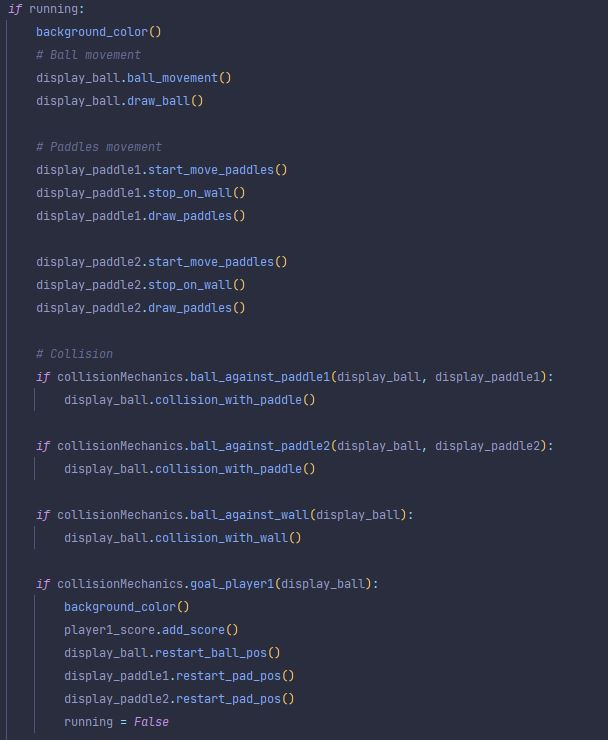 if running:
    background_color()
    # Ball movement
    display_ball.ball_movement()
    display_ball.draw_ball()

    # Paddles movement
    display_paddle1.start_move_paddles()
    display_paddle1.stop_on_wall()
    display_paddle1.draw_paddles()

    display_paddle2.start_move_paddles()
    display_paddle2.stop_on_wall()
    display_paddle2.draw_paddles()

    # Collision
    if collisionMechanics.ball_against_paddle1(display_ball, display_paddle1):
        display_ball.collision_with_paddle()

    if collisionMechanics.ball_against_paddle2(display_ball, display_paddle2):
        display_ball.collision_with_paddle()

    if collisionMechanics.ball_against_wall(display_ball):
        display_ball.collision_with_wall()

    if collisionMechanics.goal_player1(display_ball):
        background_color()
        player1_score.add_score()
        display_ball.restart_ball_pos()
        display_paddle1.restart_pad_pos()
        display_paddle2.restart_pad_pos()
        running = False